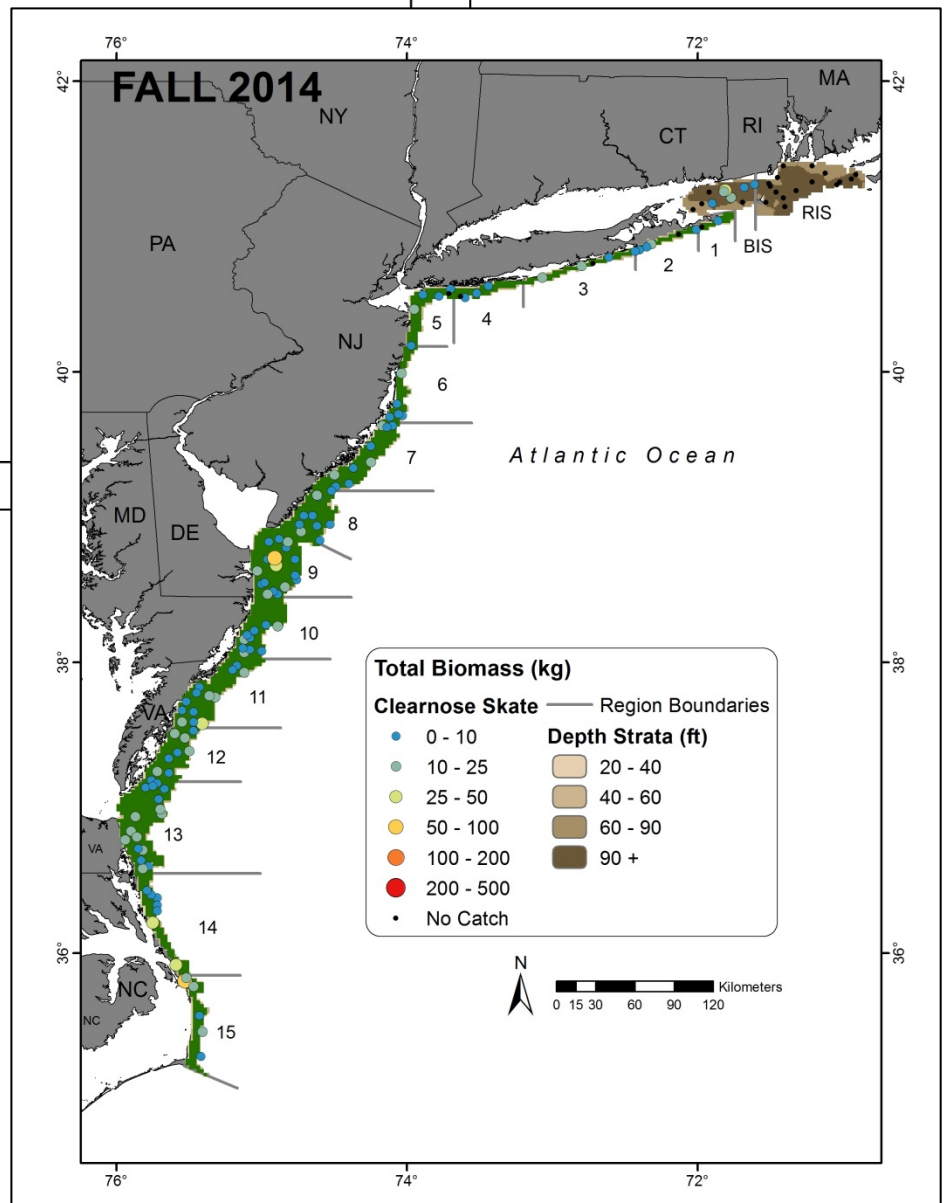 76°
74°
72°
FALL 2014
42°
42°
MA
NY
CT
RI
RIS
BIS
PA
1
2
3
4
5
NJ
40°
40°
6
Atlantic Ocean
7
MD
DE
8
9
10
38°
38°
11
VA
12
13
VA
14
36°
36°
NC
NC
15
Total Biomass (kg)
Clearnose Skate
Region Boundaries
0 - 10
Depth Strata (ft)
10 - 25
20 - 40
25 - 50
40 - 60
50 - 100
60 - 90
100 - 200
90 +
200 - 500
No Catch
N
Kilometers
0 15 30 60 90 120
76°
74°
72°